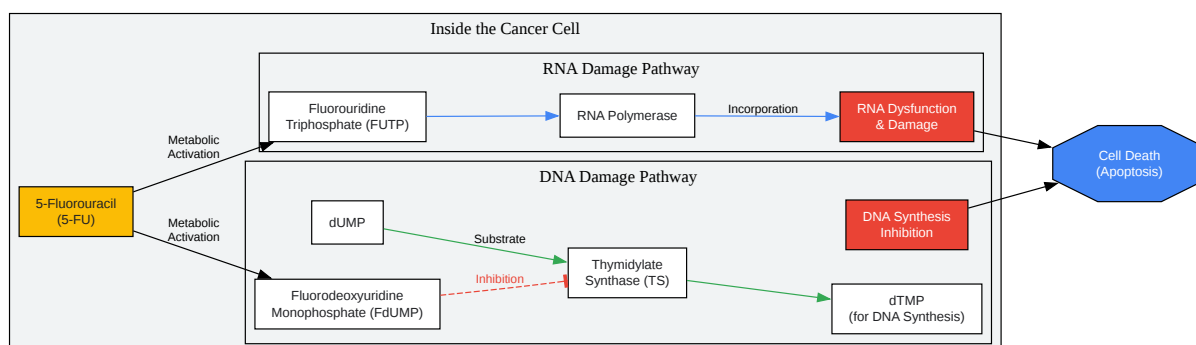 Inside the Cancer Cell
RNA Damage Pathway
Fluorouridine
Triphosphate (FUTP)
RNA Polymerase
Incorporation
RNA Dysfunction
& Damage
Metabolic
Activation
Cell Death
(Apoptosis)
DNA Damage Pathway
5-Fluorouracil
(5-FU)
dUMP
DNA Synthesis
Inhibition
Metabolic
Activation
Substrate
Thymidylate
Synthase (TS)
Inhibition
Fluorodeoxyuridine
Monophosphate (FdUMP)
dTMP
(for DNA Synthesis)